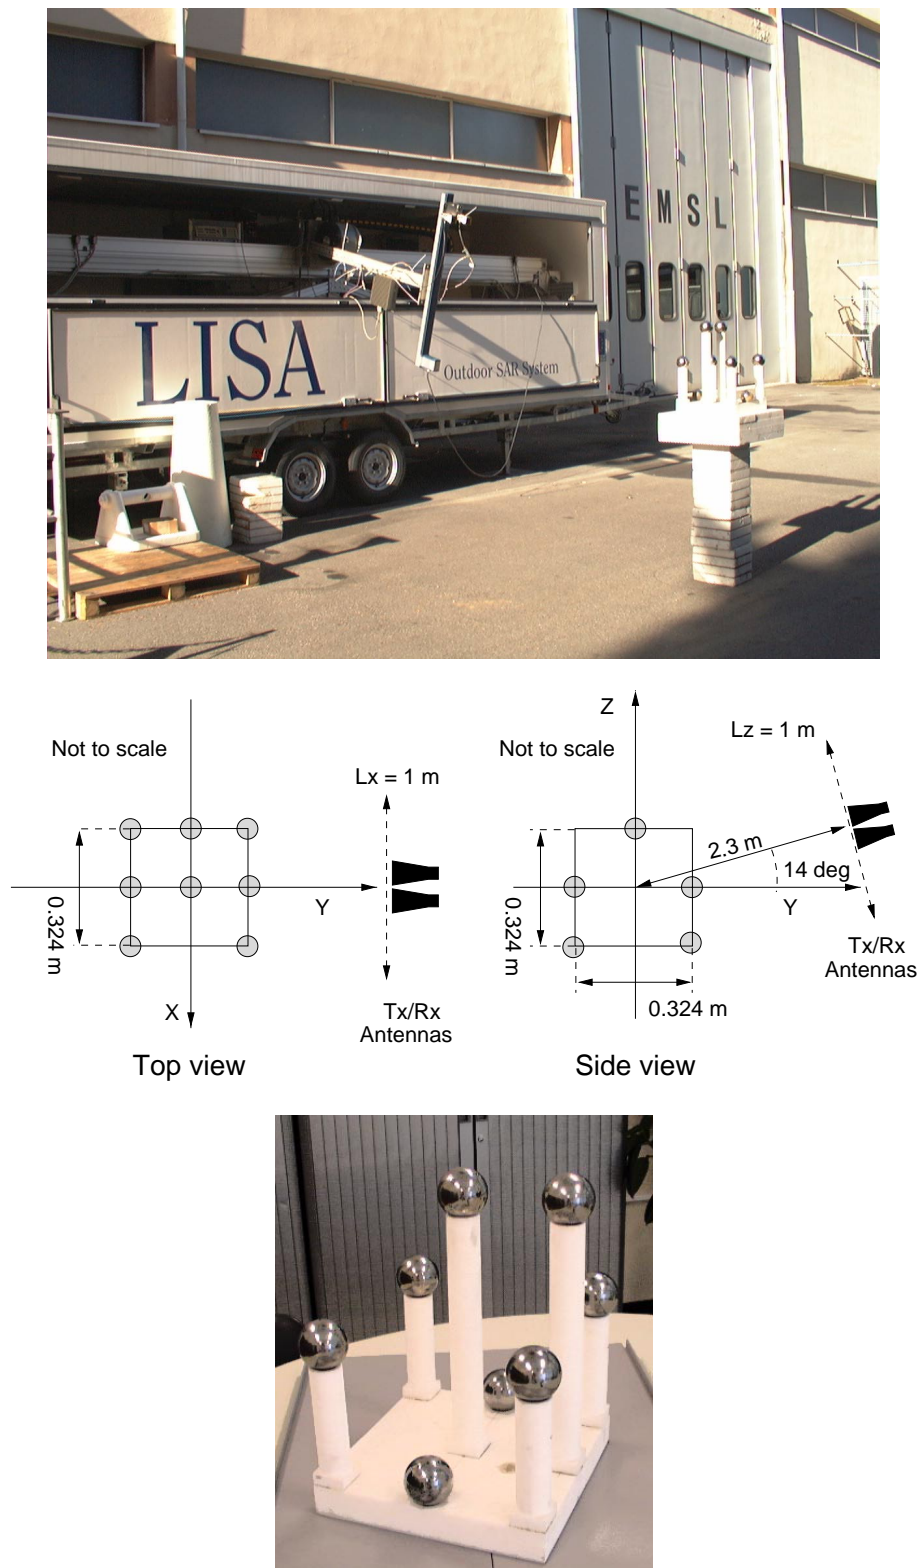 EMSL
LISA
Outdoor SAR System
Not to scale
0.324 m
Y
X
Lx = 1 m
Tx/Rx
Antennas
Top view
Z
Not to scale
Lz = 1 m
2.3 m
14 deg
Y
0.324 m
0.324 m
Tx/Rx
Antennas
Side view